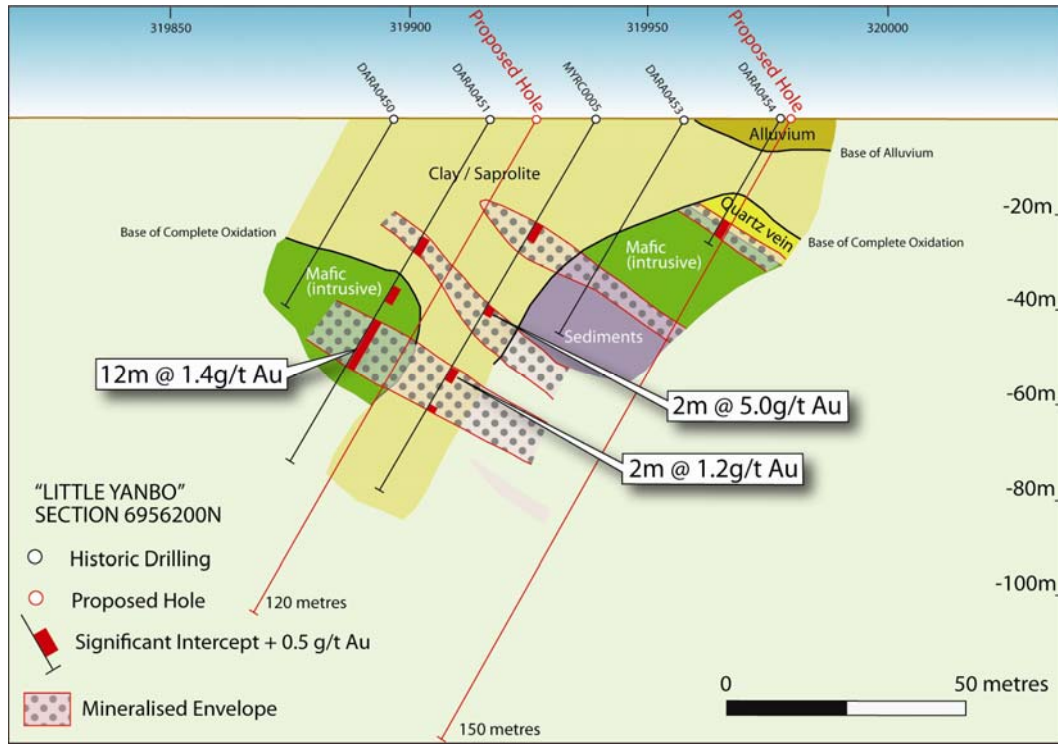 319850
319900
319950
320000
DARA0450
DARA0451
Proposed Hole
MYRC0005
DARA0453
DARA0454
Proposed Hole
Alluvium
Base of Alluvium
Clay / Saprolite
-20m
Quartz vein
Base of Complete Oxidation
Base of Complete Oxidation
Mafic
(intrusive)
Mafic
(intrusive)
-40m
Sediments
12m @ 1.4g/t Au
-60m
2m @ 5.0g/t Au
2m @ 1.2g/t Au
-80m
"LITTLE YANBO"
SECTION 6956200N
Historic Drilling
Proposed Hole
120 metres
-100m
Significant Intercept + 0.5 g/t Au
Mineralised Envelope
0
50 metres
150 metres